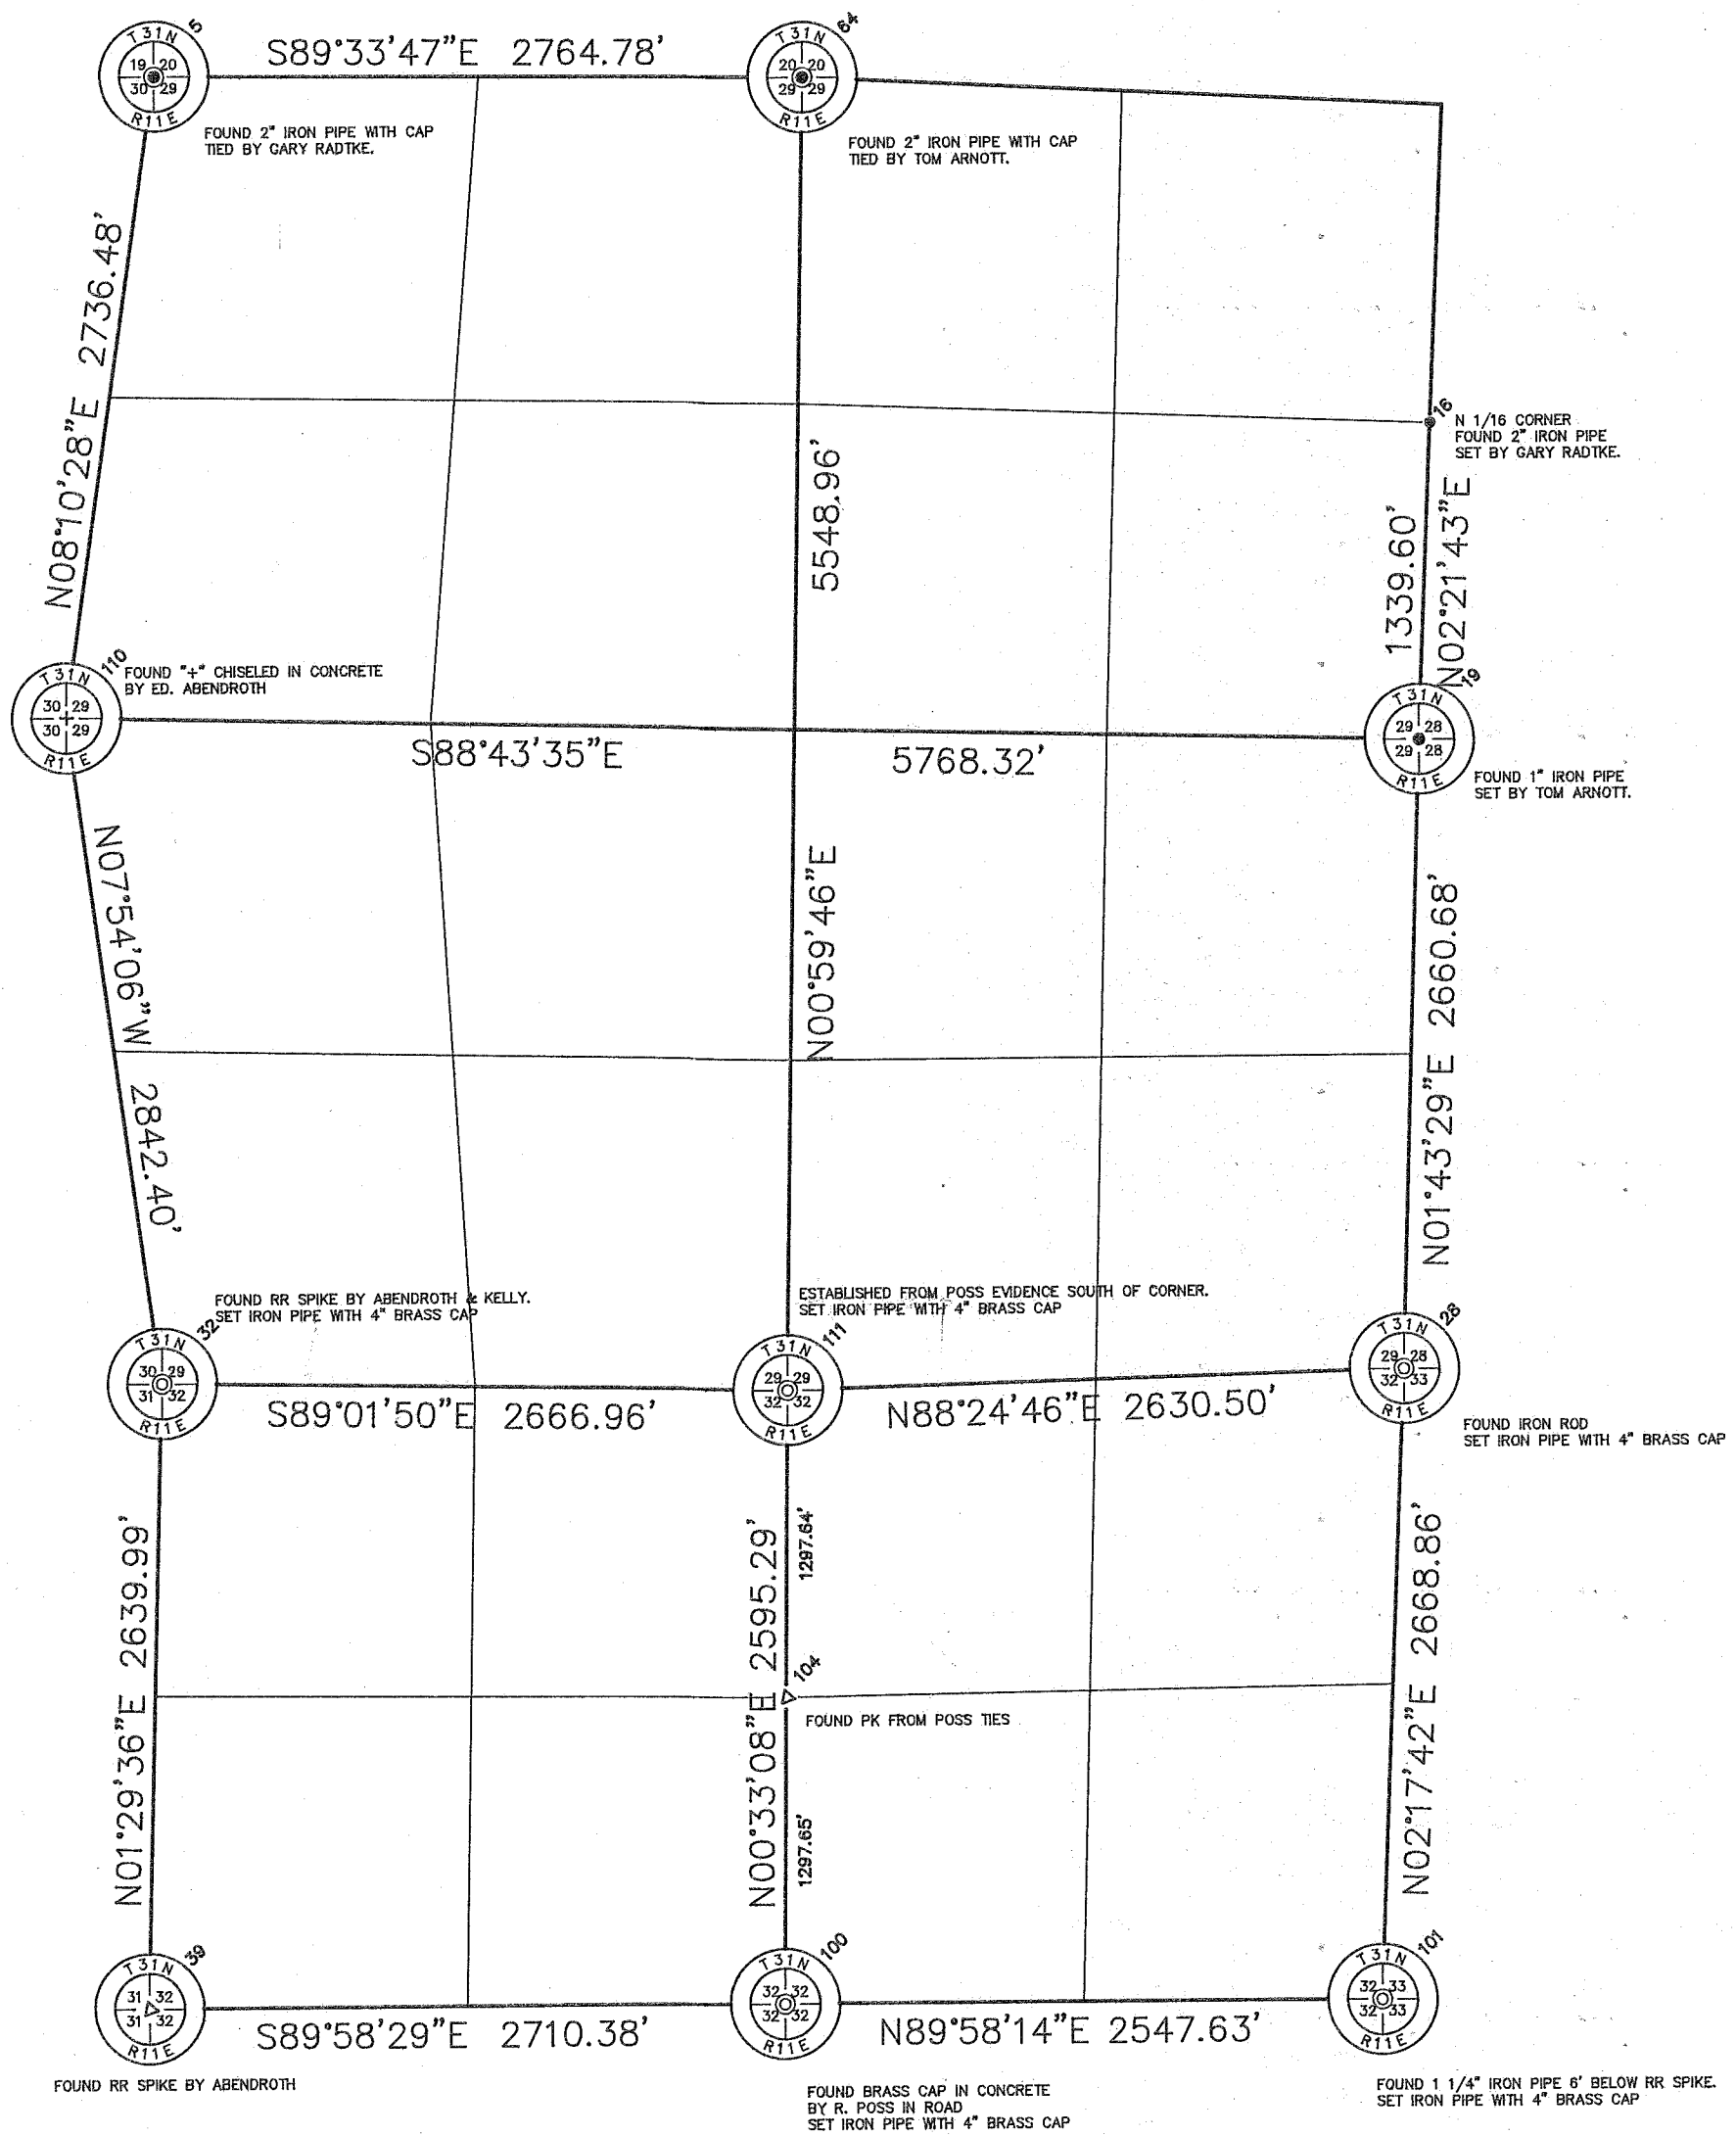 5
T 31 N
19 20
30 29
R11E
S89°33'47"E 2764.78'
64
T 31 N
20 20
29 29
R11E
FOUND 2" IRON PIPE WITH CAP
TIED BY GARY RADTKE.
FOUND 2" IRON PIPE WITH CAP
TIED BY TOM ARNOTT.
N08°10'28"E 2736.48'
5548.96'
16
N 1/16 CORNER
FOUND 2" IRON PIPE
SET BY GARY RADTKE.
1339.60'
N02°21'43"E
110
T 31 N
30 29
30 29
R11E
FOUND "+" CHISELED IN CONCRETE
BY ED. ABENDROTH
S88°43'35"E 5768.32'
19
T 31 N
29 28
29 28
R11E
FOUND 1" IRON PIPE
SET BY TOM ARNOTT.
N07°54'06"W 2842.40'
N00°59'46"E
N01°43'29"E 2660.68'
FOUND RR SPIKE BY ABENDROTH & KELLY.
SET IRON PIPE WITH 4" BRASS CAP
32
T 31 N
30 29
31 32
R11E
S89°01'50"E 2666.96'
ESTABLISHED FROM POSS EVIDENCE SOUTH OF CORNER.
SET IRON PIPE WITH 4" BRASS CAP
111
T 31 N
29 29
32 32
R11E
N88°24'46"E 2630.50'
28
T 31 N
29 28
32 33
R11E
FOUND IRON ROD
SET IRON PIPE WITH 4" BRASS CAP
N01°29'36"E 2639.99'
N00°33'08"E 2595.29'
1297.64'
104
FOUND PK FROM POSS TIES
1297.65'
N02°17'42"E 2668.86'
39
T 31 N
31 32
31 32
R11E
S89°58'29"E 2710.38'
100
T 31 N
32 32
32 32
R11E
N89°58'14"E 2547.63'
101
T 31 N
32 33
32 33
R11E
FOUND RR SPIKE BY ABENDROTH
FOUND BRASS CAP IN CONCRETE
BY R. POSS IN ROAD
SET IRON PIPE WITH 4" BRASS CAP
FOUND 1 1/4" IRON PIPE 6' BELOW RR SPIKE.
SET IRON PIPE WITH 4" BRASS CAP